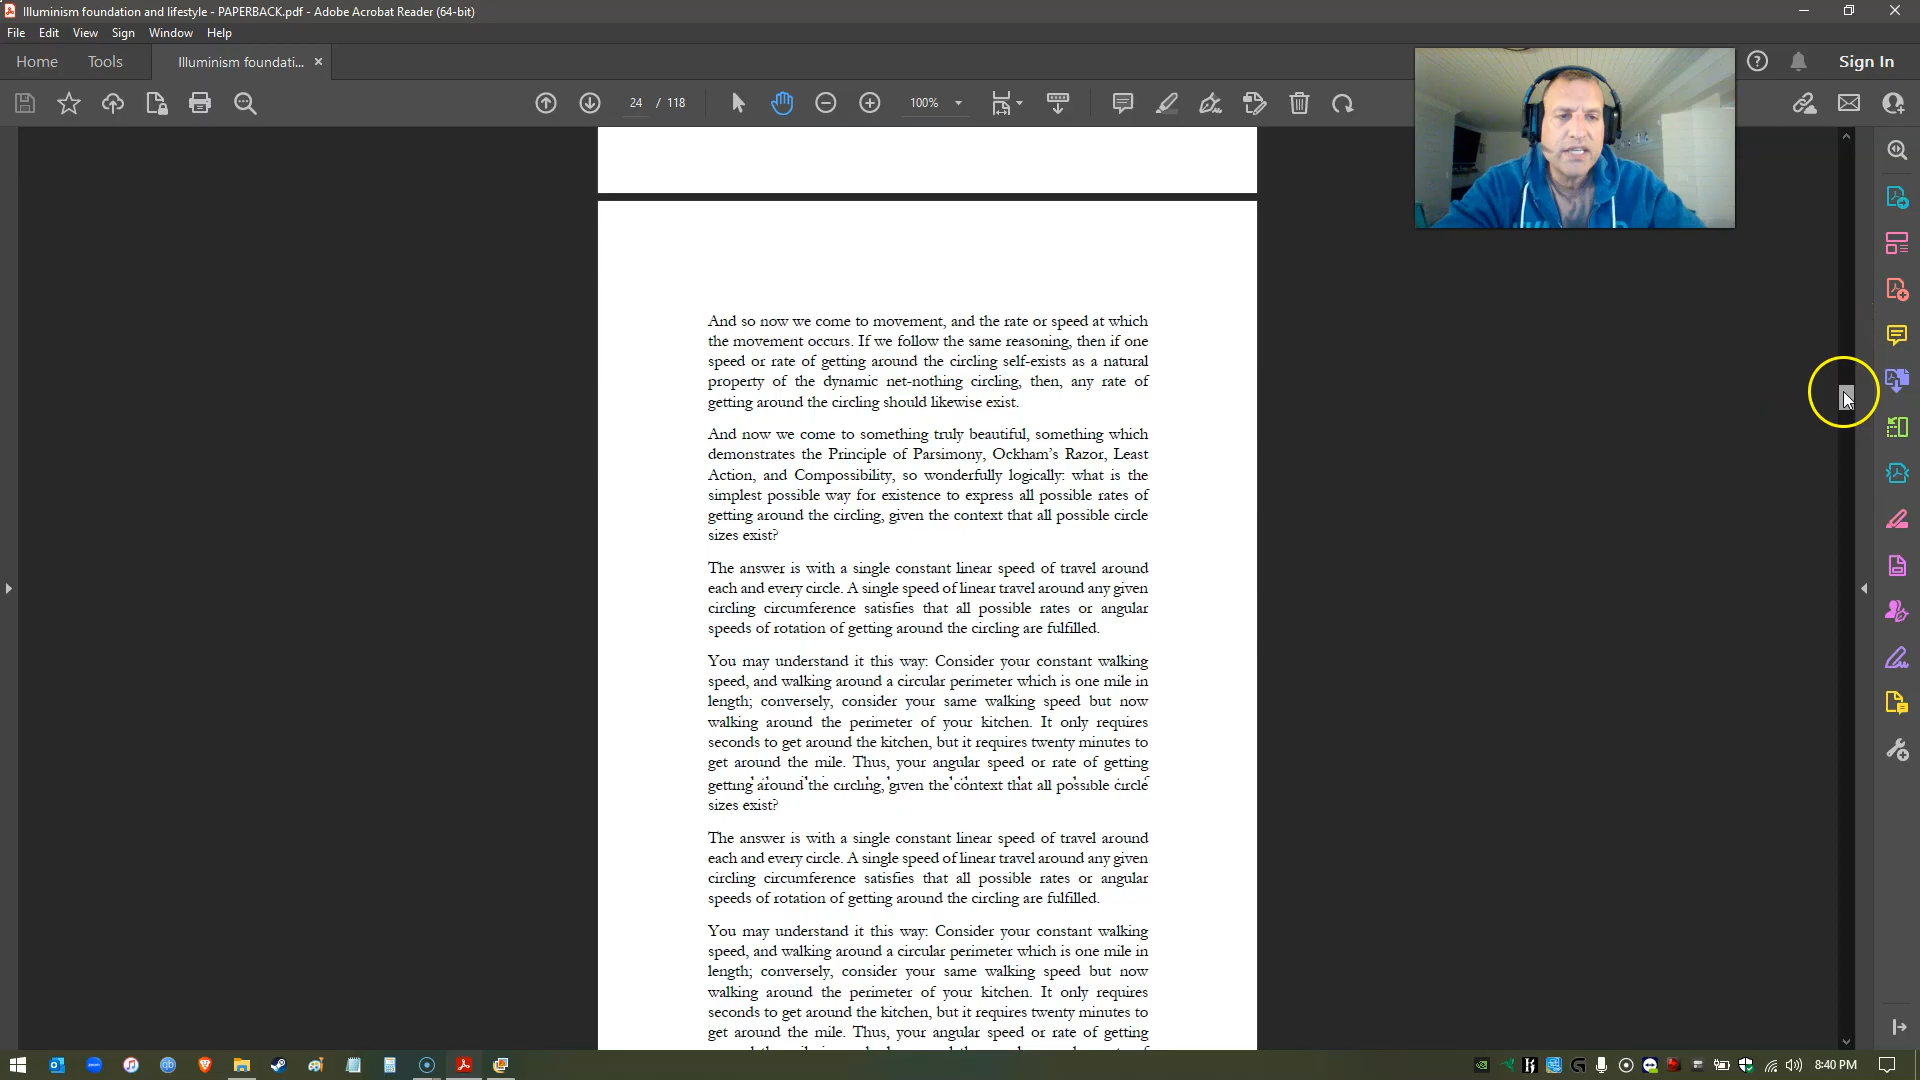 Illuminism foundation and lifestyle - PAPERBACK.pdf - Adobe Acrobat Reader (64-bit)
File Edit View Sign Window Help
Home Tools Illuminism foundati... × Sign In
24 / 118 100%
And so now we come to movement, and the rate or speed at which
the movement occurs. If we follow the same reasoning, then if one
speed or rate of getting around the circling self-exists as a natural
property of the dynamic net-nothing circling, then, any rate of
getting around the circling should likewise exist.
And now we come to something truly beautiful, something which
demonstrates the Principle of Parsimony, Ockham's Razor, Least
Action, and Compossibility, so wonderfully logically: what is the
simplest possible way for existence to express all possible rates of
getting around the circling, given the context that all possible circle
sizes exist?
The answer is with a single constant linear speed of travel around
each and every circle. A single speed of linear travel around any given
circling circumference satisfies that all possible rates or angular
speeds of rotation of getting around the circling are fulfilled.
You may understand it this way: Consider your constant walking
speed, and walking around a circular perimeter which is one mile in
length; conversely, consider your same walking speed but now
walking around the perimeter of your kitchen. It only requires
seconds to get around the kitchen, but it requires twenty minutes to
get around the mile. Thus, your angular speed or rate of getting
getting around the circling, given the context that all possible circle
sizes exist?
The answer is with a single constant linear speed of travel around
each and every circle. A single speed of linear travel around any given
circling circumference satisfies that all possible rates or angular
speeds of rotation of getting around the circling are fulfilled.
You may understand it this way: Consider your constant walking
speed, and walking around a circular perimeter which is one mile in
length; conversely, consider your same walking speed but now
walking around the perimeter of your kitchen. It only requires
seconds to get around the kitchen, but it requires twenty minutes to
get around the mile. Thus, your angular speed or rate of getting
8:40 PM